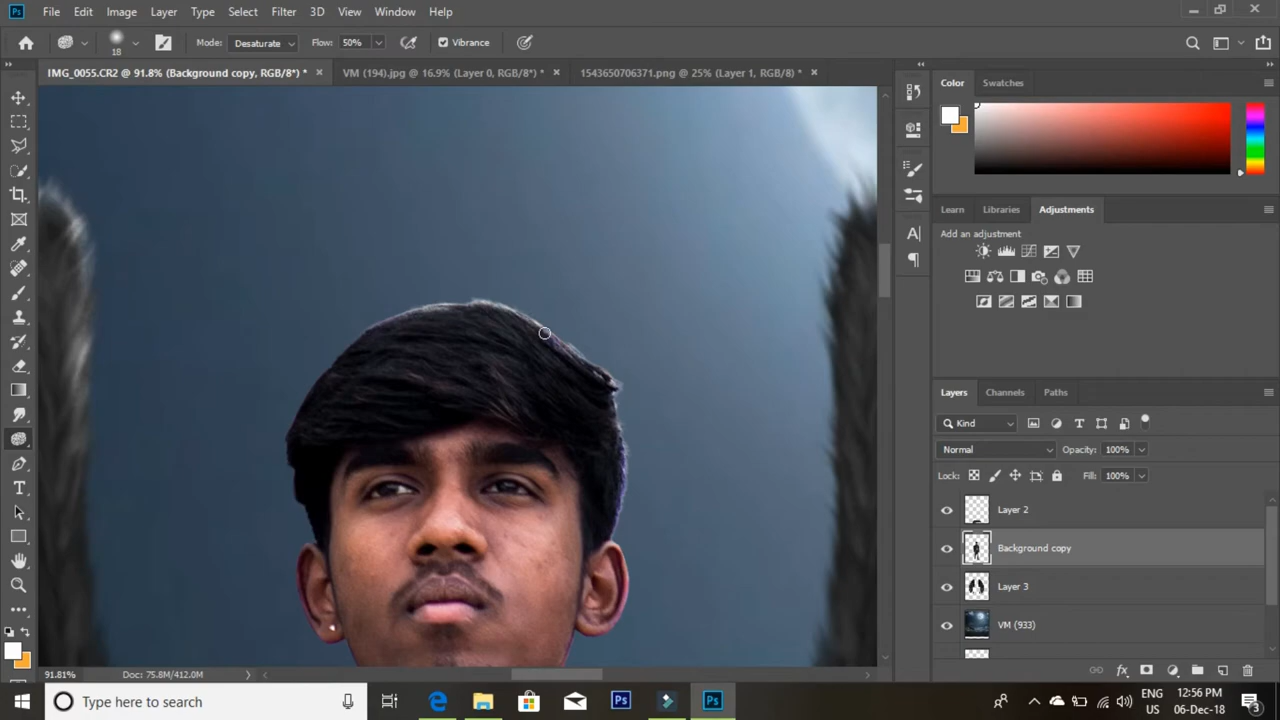 File Edit Image Layer Type Select Filter 3D View Window Help
18 Mode: Desaturate Flow: 50% Vibrance
IMG_0055.CR2 @ 91.8% (Background copy, RGB/8*) * × VM (194).jpg @ 16.9% (Layer 0, RGB/8*) * × 1543650706371.png @ 25% (Layer 1, RGB/8) * ×
Color Swatches
Learn Libraries Adjustments
Add an adjustment
Layers Channels Paths
Kind
Normal Opacity: 100%
Lock: Fill: 100%
Layer 2
Background copy
Layer 3
VM (933)
91.81% Doc: 75.8M/412.0M
Type here to search
ENG
US
12:56 PM
06-Dec-18
3